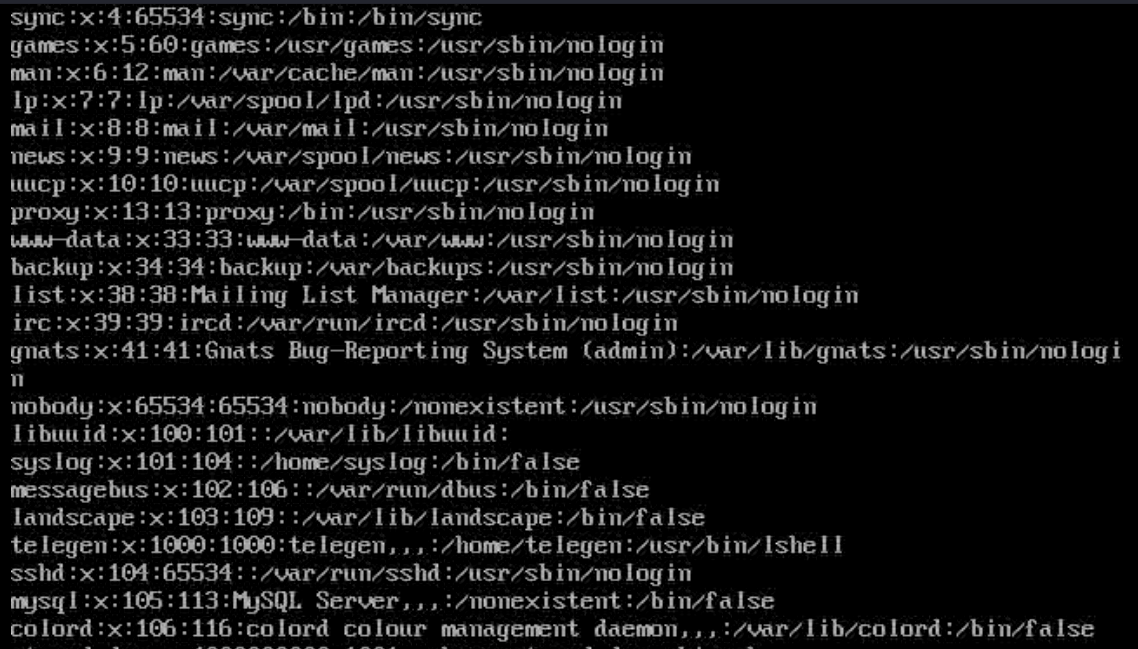 sync:x:4:65534:sync:/bin:/bin/sync
games:x:5:60:games:/usr/games:/usr/sbin/nologin
man:x:6:12:man:/var/cache/man:/usr/sbin/nologin
lp:x:7:7:lp:/var/spool/lpd:/usr/sbin/nologin
mail:x:8:8:mail:/var/mail:/usr/sbin/nologin
news:x:9:9:news:/var/spool/news:/usr/sbin/nologin
uucp:x:10:10:uucp:/var/spool/uucp:/usr/sbin/nologin
proxy:x:13:13:proxy:/bin:/usr/sbin/nologin
www-data:x:33:33:www-data:/var/www:/usr/sbin/nologin
backup:x:34:34:backup:/var/backups:/usr/sbin/nologin
list:x:38:38:Mailing List Manager:/var/list:/usr/sbin/nologin
irc:x:39:39:ircd:/var/run/ircd:/usr/sbin/nologin
gnats:x:41:41:Gnats Bug-Reporting System (admin):/var/lib/gnats:/usr/sbin/nologi
n
nobody:x:65534:65534:nobody:/nonexistent:/usr/sbin/nologin
libuuid:x:100:101::/var/lib/libuuid:
syslog:x:101:104::/home/syslog:/bin/false
messagebus:x:102:106::/var/run/dbus:/bin/false
landscape:x:103:109::/var/lib/landscape:/bin/false
telegen:x:1000:1000:telegen,,,:/home/telegen:/usr/bin/lshell
sshd:x:104:65534::/var/run/sshd:/usr/sbin/nologin
mysql:x:105:113:MySQL Server,,,:/nonexistent:/bin/false
colord:x:106:116:colord colour management daemon,,,:/var/lib/colord:/bin/false